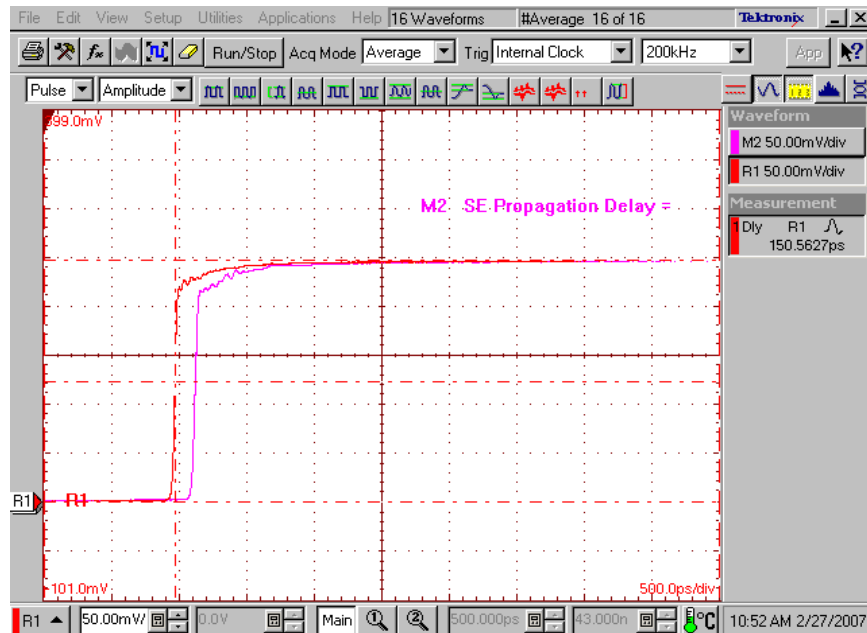 File Edit View Setup Utilities Applications Help 16 Waveforms #Average 16 of 16 Tektronix
Run/Stop Acq Mode Average Trig Internal Clock 200kHz App
Pulse Amplitude
399.0mV
Waveform
M2 50.00mV/div
R1 50.00mV/div
M2 SE Propagation Delay =
Measurement
1 Dly R1
150.5627ps
R1 R1
-101.0mV
500.0ps/div
R1 50.00mV/ 0.0V Main 1 2 500.000ps 43.000n °C 10:52 AM 2/27/2007